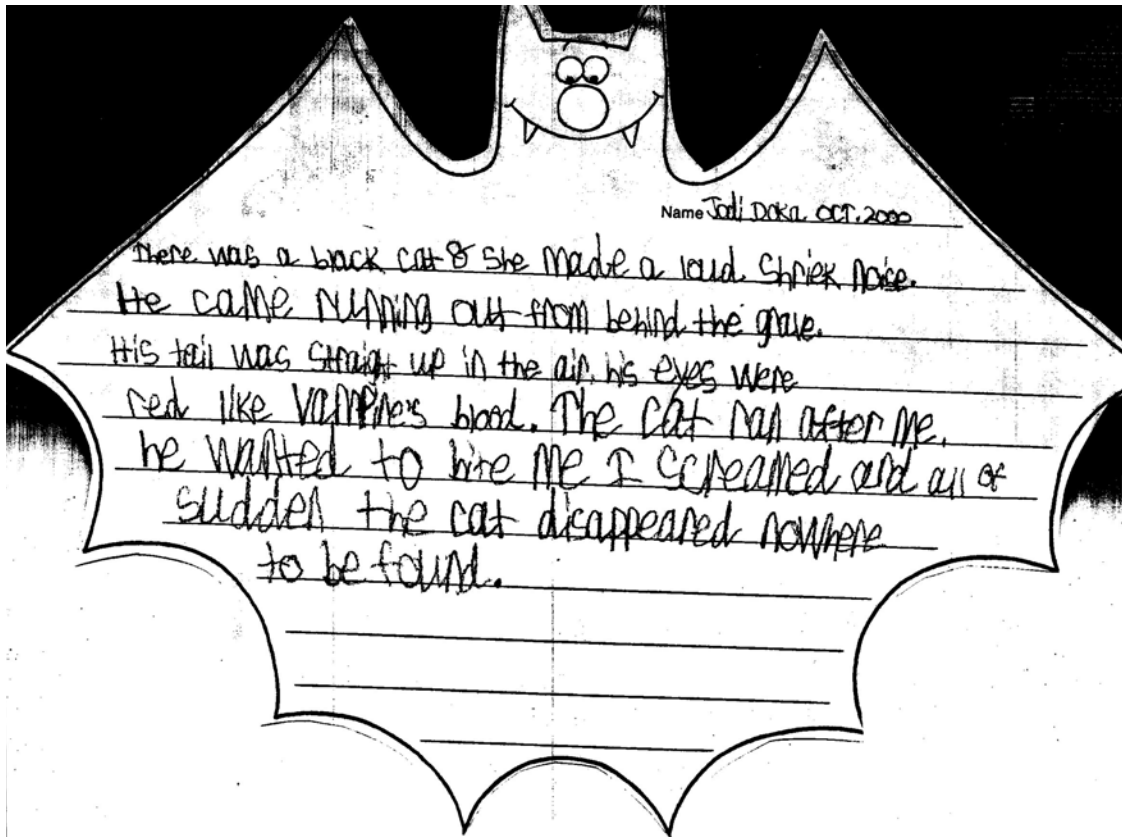 Name Jodi Doka OCT. 2000
There was a black cat & she made a loud shriek noise.
He came running out from behind the grave.
His tail was straight up in the air. his eyes were
red like vampire's blood. The cat ran after me.
he wanted to bite me I screamed and all of
sudden the cat disappeared nowhere
to be found.